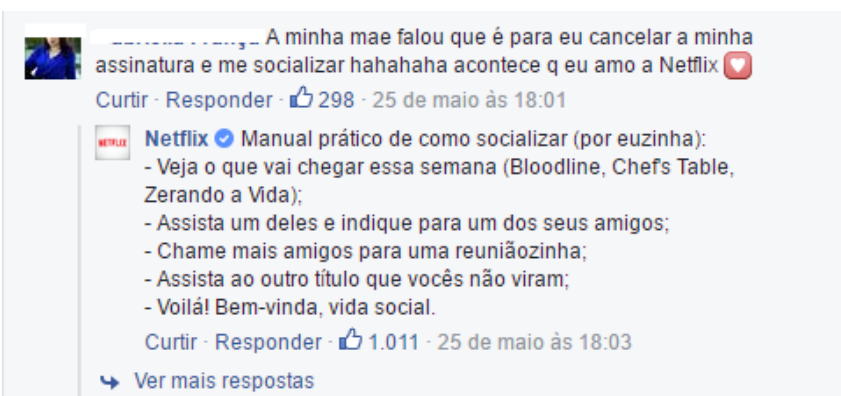 A minha mae falou que é para eu cancelar a minha
assinatura e me socializar hahahaha acontece q eu amo a Netflix
Curtir · Responder · 298 · 25 de maio às 18:01
NETFLIX
Netflix Manual prático de como socializar (por euzinha):
- Veja o que vai chegar essa semana (Bloodline, Chef's Table,
Zerando a Vida);
- Assista um deles e indique para um dos seus amigos;
- Chame mais amigos para uma reuniãozinha;
- Assista ao outro título que vocês não viram;
- Voilá! Bem-vinda, vida social.
Curtir · Responder · 1.011 · 25 de maio às 18:03
Ver mais respostas